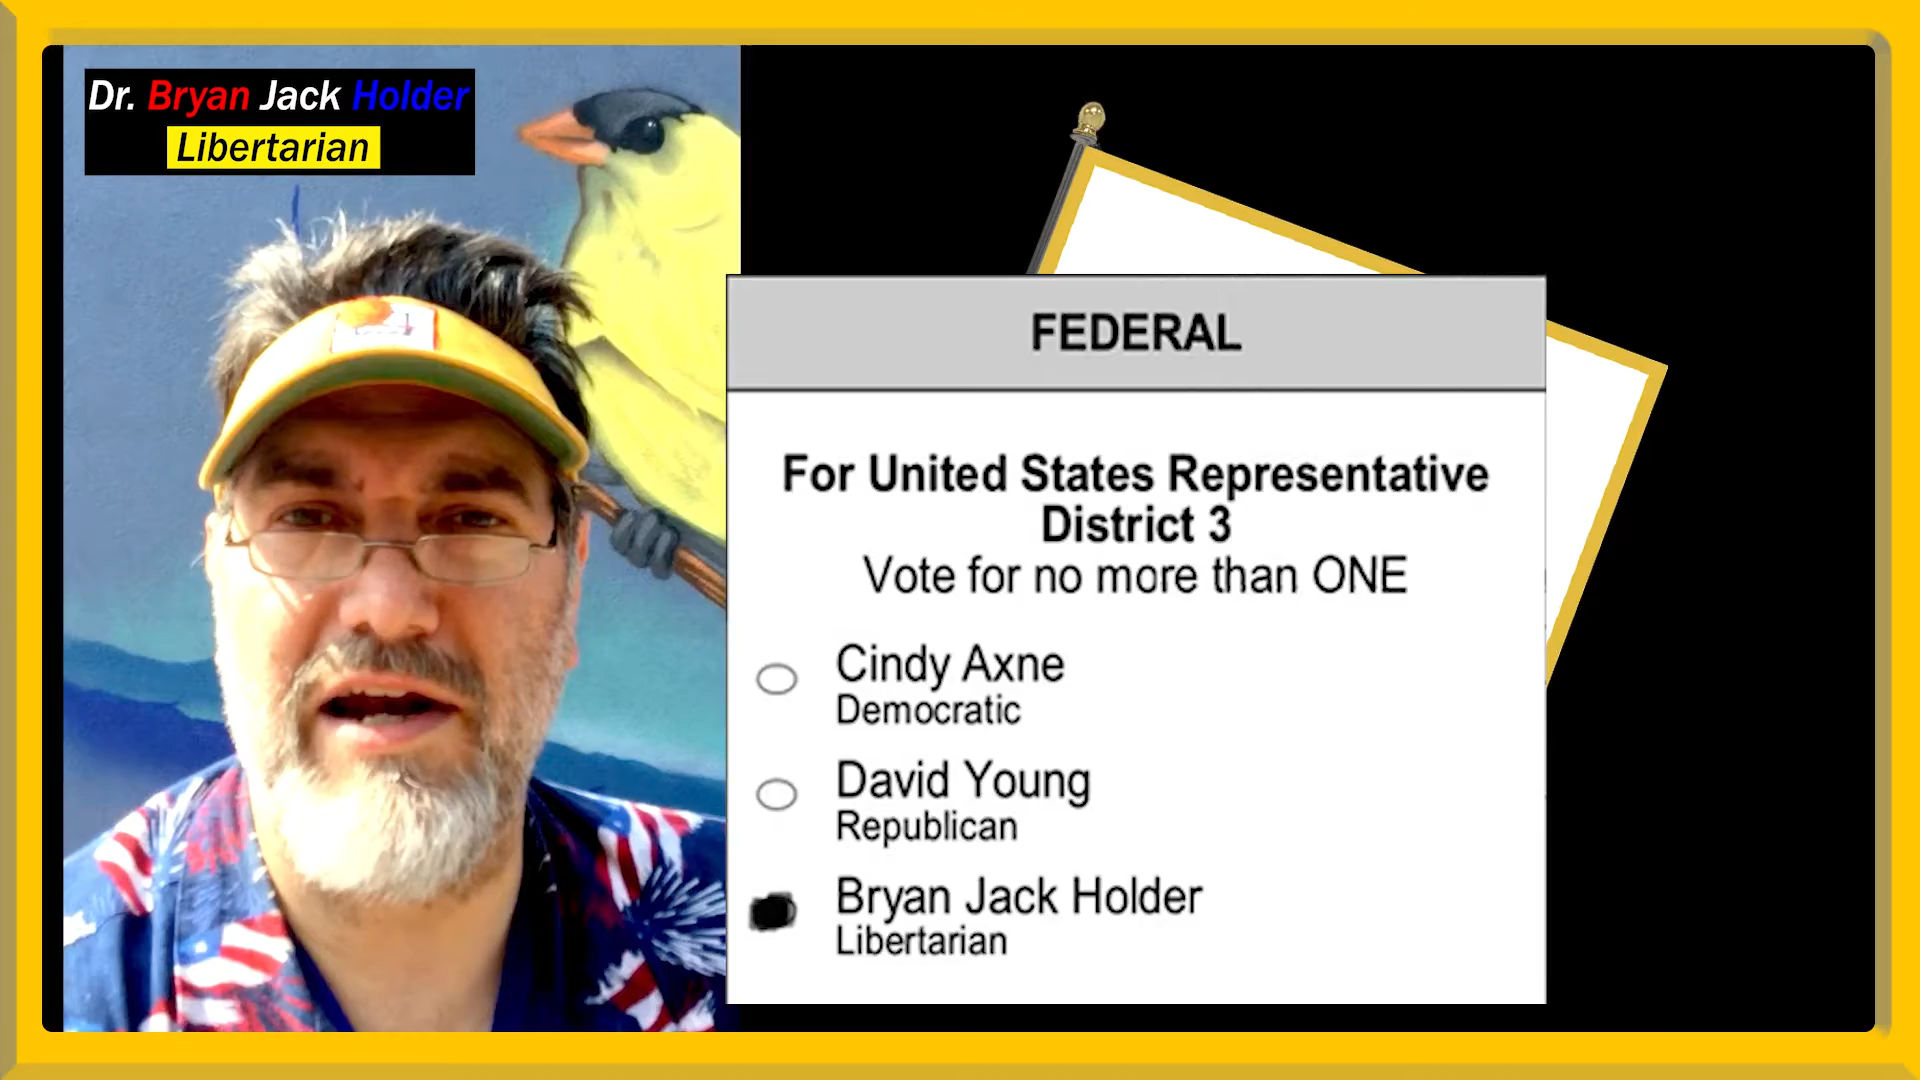 Dr. Bryan Jack Holder
Libertarian
FEDERAL
For United States Representative
District 3
Vote for no more than ONE
Cindy Axne
Democratic
David Young
Republican
Bryan Jack Holder
Libertarian